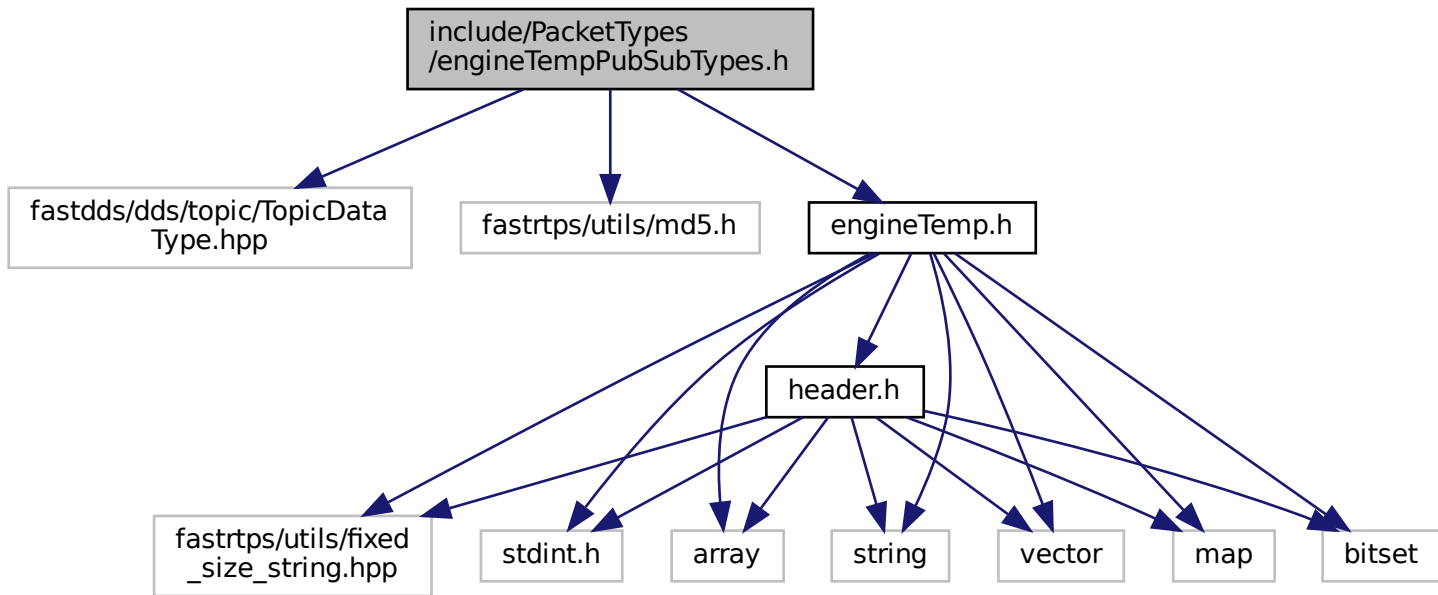 include/PacketTypes
/engineTempPubSubTypes.h
fastdds/dds/topic/TopicData
Type.hpp
fastrtps/utils/md5.h
engineTemp.h
header.h
fastrtps/utils/fixed
_size_string.hpp
stdint.h
array
string
vector
map
bitset